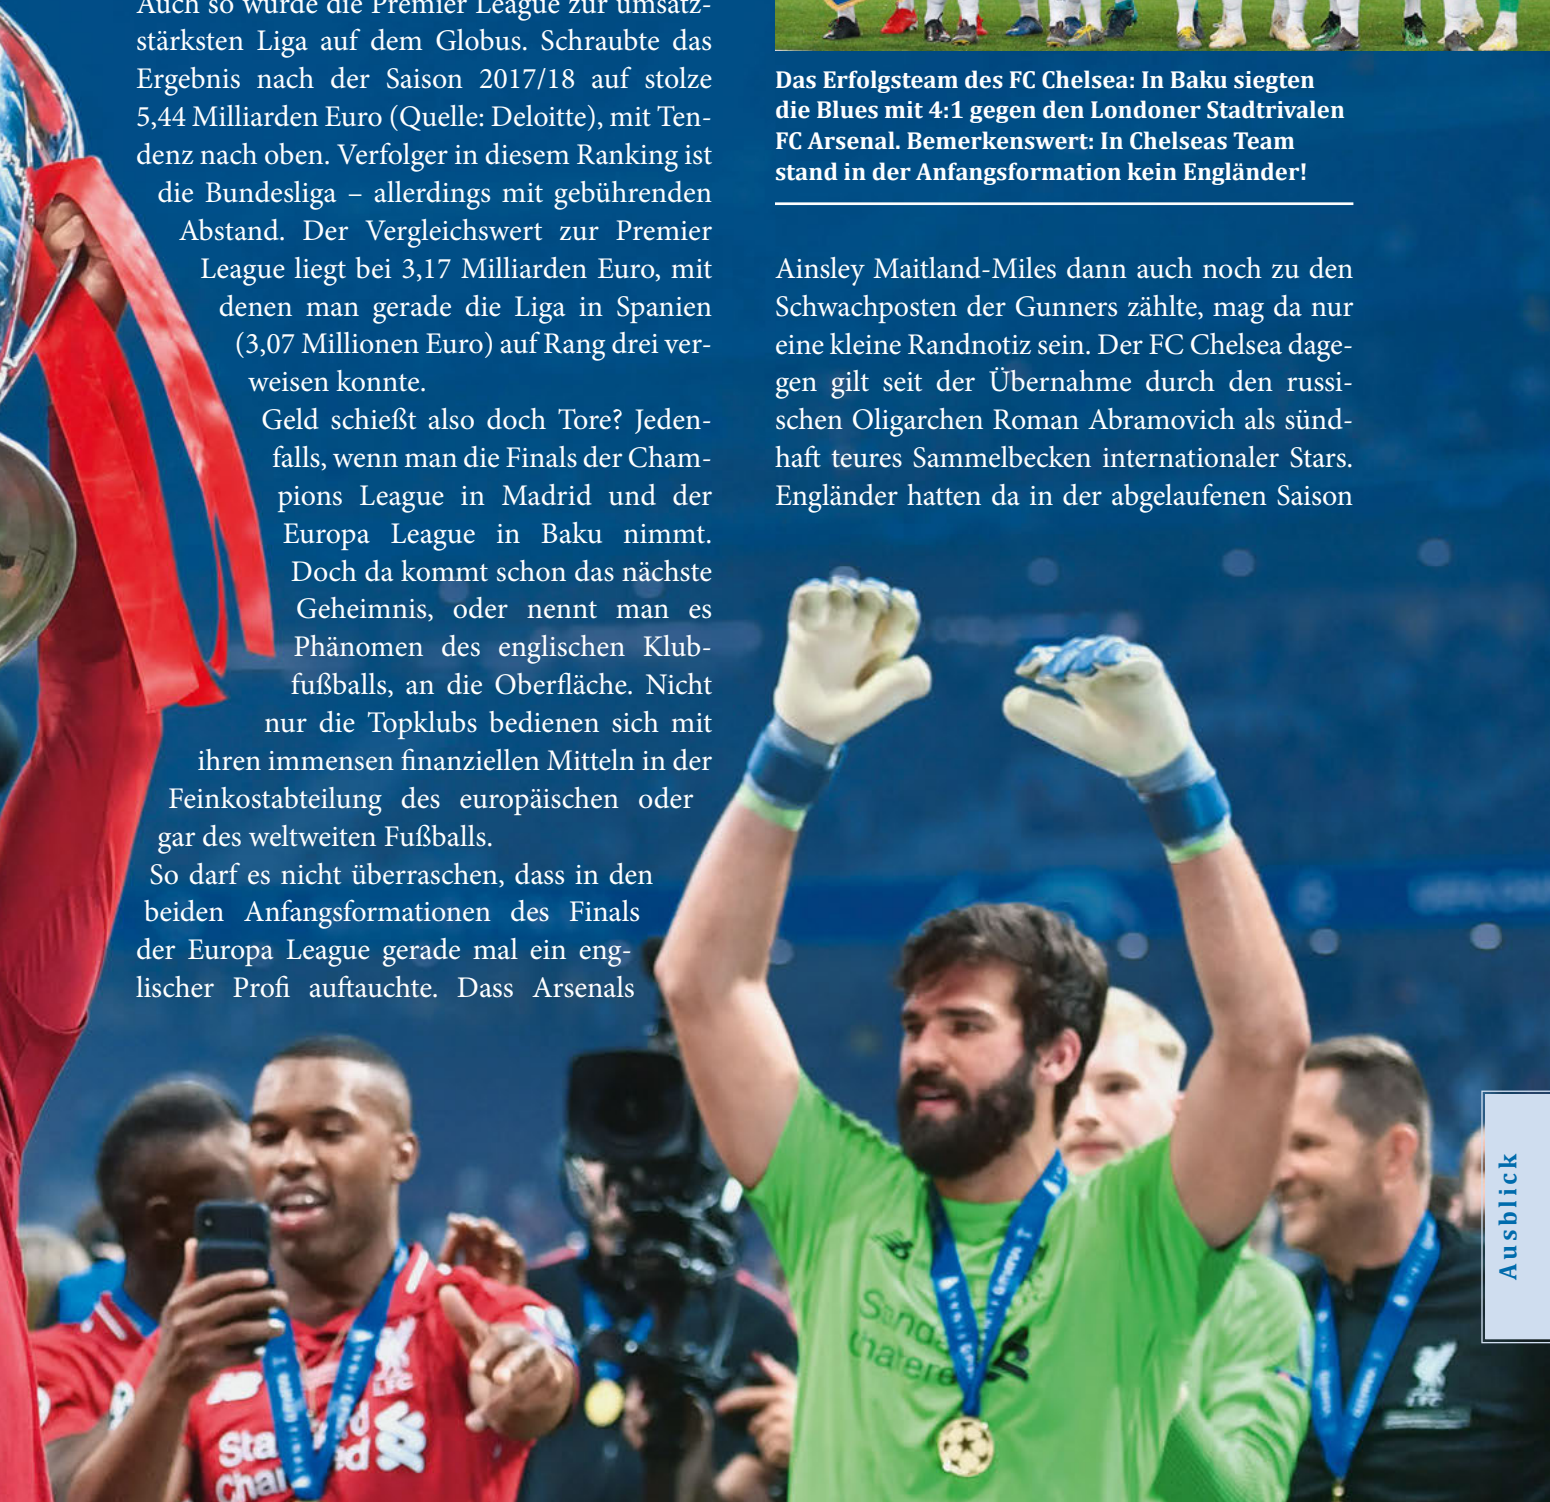 Auch so wurde die Premier League zur umsatz-
stärksten Liga auf dem Globus. Schraubte das
Ergebnis nach der Saison 2017/18 auf stolze
5,44 Milliarden Euro (Quelle: Deloitte), mit Ten-
denz nach oben. Verfolger in diesem Ranking ist
die Bundesliga – allerdings mit gebührenden
Abstand. Der Vergleichswert zur Premier
League liegt bei 3,17 Milliarden Euro, mit
denen man gerade die Liga in Spanien
(3,07 Millionen Euro) auf Rang drei ver-
weisen konnte.
Geld schießt also doch Tore? Jeden-
falls, wenn man die Finals der Cham-
pions League in Madrid und der
Europa League in Baku nimmt.
Doch da kommt schon das nächste
Geheimnis, oder nennt man es
Phänomen des englischen Klub-
fußballs, an die Oberfläche. Nicht
nur die Topklubs bedienen sich mit
ihren immensen finanziellen Mitteln in der
Feinkostabteilung des europäischen oder
gar des weltweiten Fußballs.
So darf es nicht überraschen, dass in den
beiden Anfangsformationen des Finals
der Europa League gerade mal ein eng-
lischer Profi auftauchte. Dass Arsenals
Das Erfolgsteam des FC Chelsea: In Baku siegten
die Blues mit 4:1 gegen den Londoner Stadtrivalen
FC Arsenal. Bemerkenswert: In Chelseas Team
stand in der Anfangsformation kein Engländer!
Ainsley Maitland-Miles dann auch noch zu den
Schwachposten der Gunners zählte, mag da nur
eine kleine Randnotiz sein. Der FC Chelsea dage-
gen gilt seit der Übernahme durch den russi-
schen Oligarchen Roman Abramovich als sünd-
haft teures Sammelbecken internationaler Stars.
Engländer hatten da in der abgelaufenen Saison
Ausblick